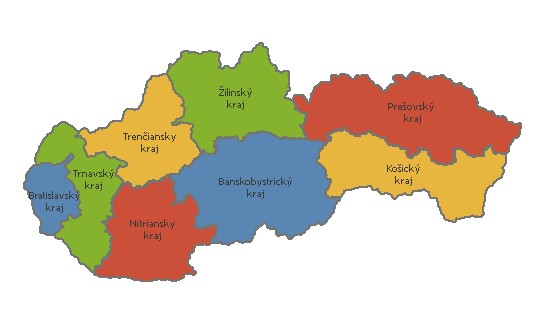 Žilinský
kraj
Prešovský
kraj
Trenčiansky
kraj
Trnavský
kraj
Košický
kraj
Banskobystrický
kraj
Bratislavský
kraj
Nitriansky
kraj